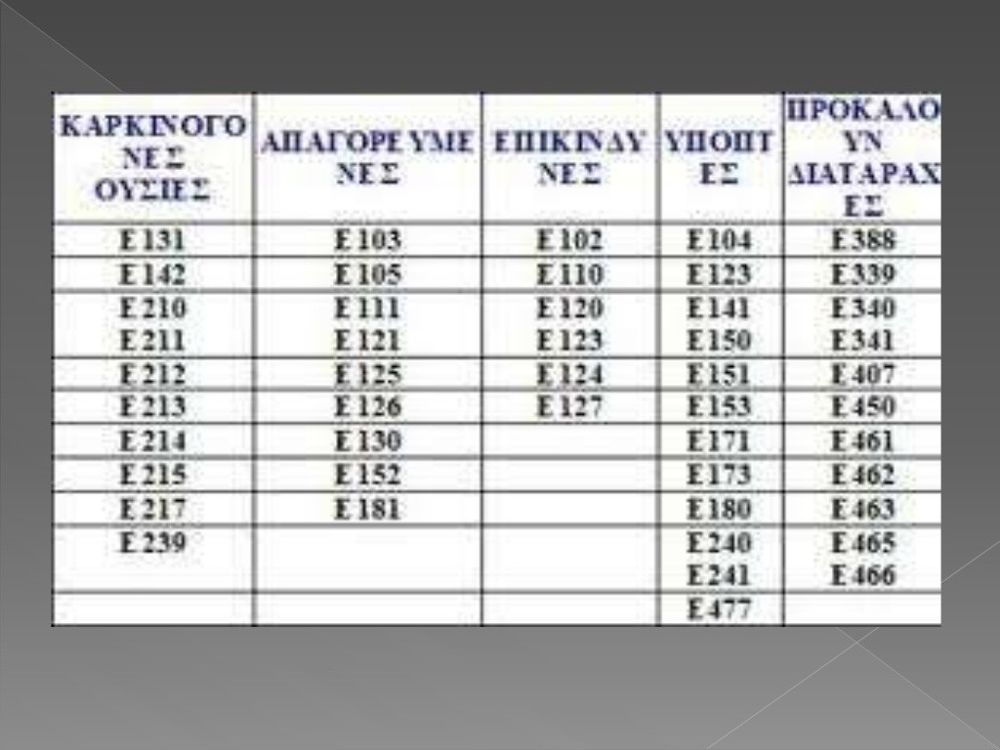 ΚΑΡΚΙΝΟΓΟ
ΝΕΣ
ΟΥΣΙΕΣ
ΑΠΑΓΟΡΕΥΜΕ
ΝΕΣ
ΕΠΙΚΙΝΔΥ
ΝΕΣ
ΥΠΟΠΤ
ΕΣ
ΠΡΟΚΑΛΟ
ΥΝ
ΔΙΑΤΑΡΑΧ
ΕΣ
Ε131 Ε103 Ε102 Ε104 Ε388
Ε142 Ε105 Ε110 Ε123 Ε339
Ε210 Ε111 Ε120 Ε141 Ε340
Ε211 Ε121 Ε123 Ε150 Ε341
Ε212 Ε125 Ε124 Ε151 Ε407
Ε213 Ε126 Ε127 Ε153 Ε450
Ε214 Ε130 Ε171 Ε461
Ε215 Ε152 Ε173 Ε462
Ε217 Ε181 Ε180 Ε463
Ε239 Ε240 Ε465
Ε241 Ε466
Ε477